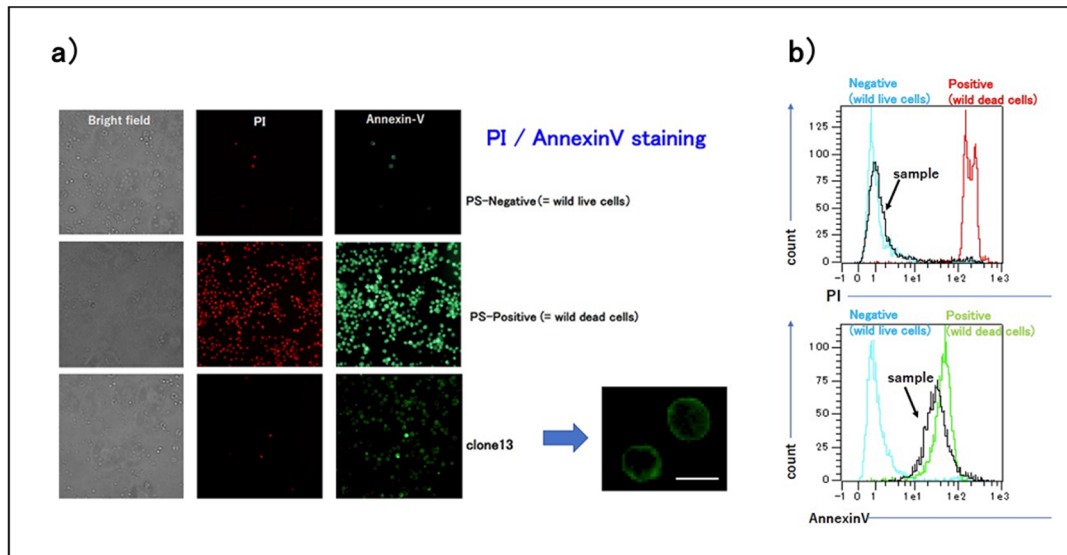 a)
Bright field PI Annexin-V
PI / AnnexinV staining
PS-Negative(= wild live cells)
PS-Positive(= wild dead cells)
clone13
b)
Negative Positive
(wild live cells) (wild dead cells)
125
100
75
50
25
0
count
sample
-1 0 1 1e1 1e2 1e3
PI
Negative Positive
(wild live cells) (wild dead cells)
100
75
50
25
0
count
sample
-1 0 1 1e1 1e2 1e3
AnnexinV